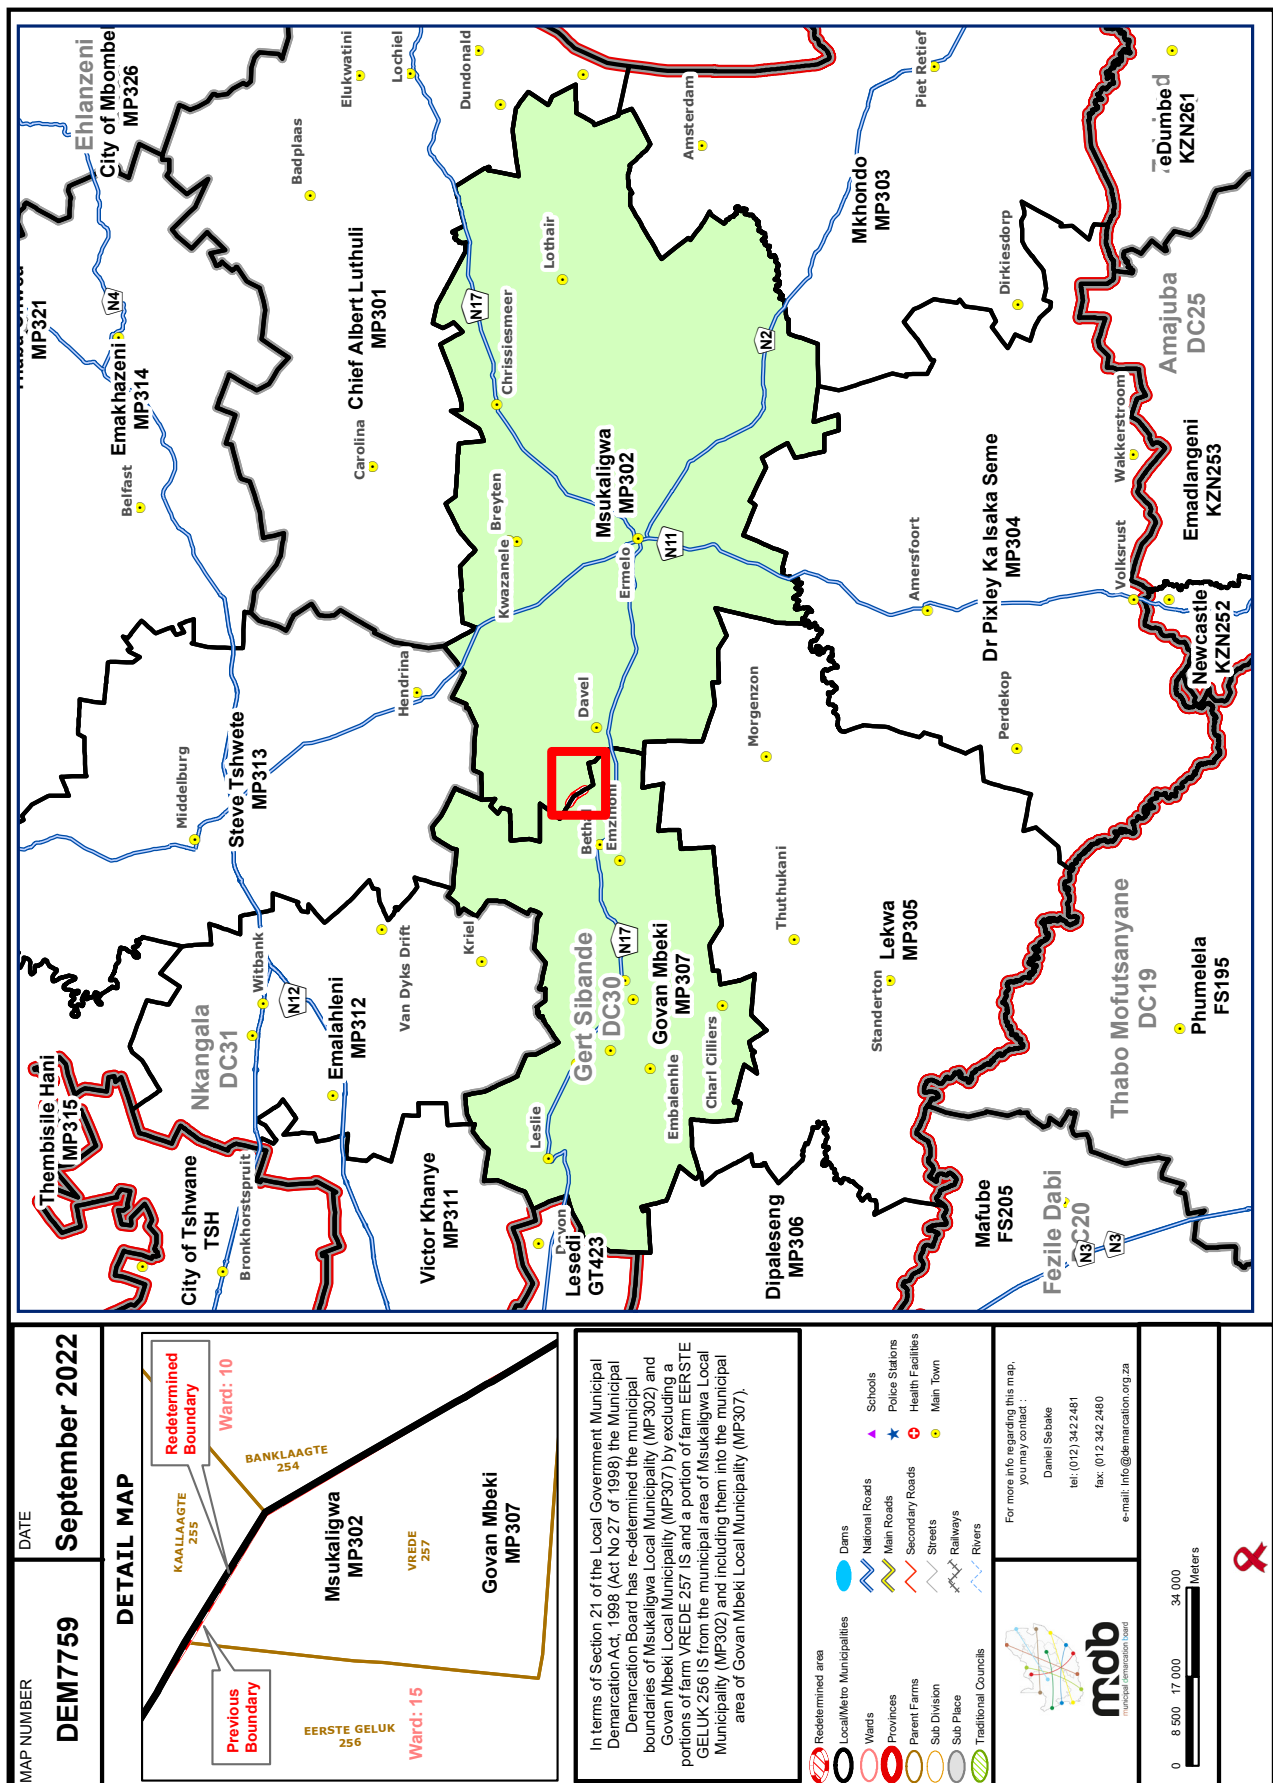 MAP NUMBER
DEM7759
DATE
September 2022
DETAIL MAP
Previous
Boundary
Redetermined
Boundary
KAALLAAGTE
255
BANKLAAGTE
254
Ward: 10
Msukaligwa
MP302
VREDE
257
Govan Mbeki
MP307
EERSTE GELUK
256
Ward: 15
In terms of Section 21 of the Local Government Municipal
Demarcation Act, 1998 (Act No 27 of 1998) the Municipal
Demarcation Board has re-determined the municipal
boundaries of Msukaligwa Local Municipality (MP302) and
Govan Mbeki Local Municipality (MP307) by excluding a
portions of farm VREDE 257 IS and a portion of farm EERSTE
GELUK 256 IS from the municipal area of Msukaligwa Local
Municipality (MP302) and including them into the municipal
area of Govan Mbeki Local Municipality (MP307).
Redetermined area
Local/Metro Municipalities
Wards
Provinces
Parent Farms
Sub Division
Sub Place
Traditional Councils
Dams
National Roads
Main Roads
Secondary Roads
Streets
Railways
Rivers
Schools
Police Stations
Health Facilities
Main Town
mdb
municipal demarcation board
For more info regarding this map,
you may contact :
Daniel Sebake
tel: (012) 342 2481
fax: (012 342 2480
e-mail: Info@demarcation.org.za
0 8 500 17 000 34 000
Meters
Thembisile Hani
MP315
City of Tshwane
TSH
Bronkhorstspruit
Nkangala
DC31
Witbank
N12
Emalahleni
MP312
Van Dyks Drift
Kriel
Victor Khanye
MP311
Middelburg
Steve Tshwete
MP313
Hendrina
MP321
N4
Emakhazeni
MP314
Belfast
Ehlanzeni
City of Mbombel
MP326
Badplaas
Elukwatini
Lochiel
Dundonald
Chief Albert Luthuli
MP301
Carolina
N17
Chrissiesmeer
Lothair
Breyten
Kwazanele
Msukaligwa
MP302
Ermelo
N11
N2
Davel
Bethal
Emzinoni
Gert Sibande
DC30
N17
Govan Mbeki
MP307
Leslie
Embalenhle
Charl Cilliers
Devon
Lesedi
GT423
Dipaleseng
MP306
Morgenzon
Thuthukani
Standerton
Lekwa
MP305
Amersfoort
Dr Pixley Ka Isaka Seme
MP304
Perdekop
Volksrust
Wakkerstroom
Amsterdam
Piet Retief
Mkhondo
MP303
Dirkiesdorp
eDumbe
KZN261
Amajuba
DC25
Emadlangeni
KZN253
Newcastle
KZN252
Thabo Mofutsanyane
DC19
Phumelela
FS195
Mafube
FS205
Fezile Dabi
C20
N3
N3